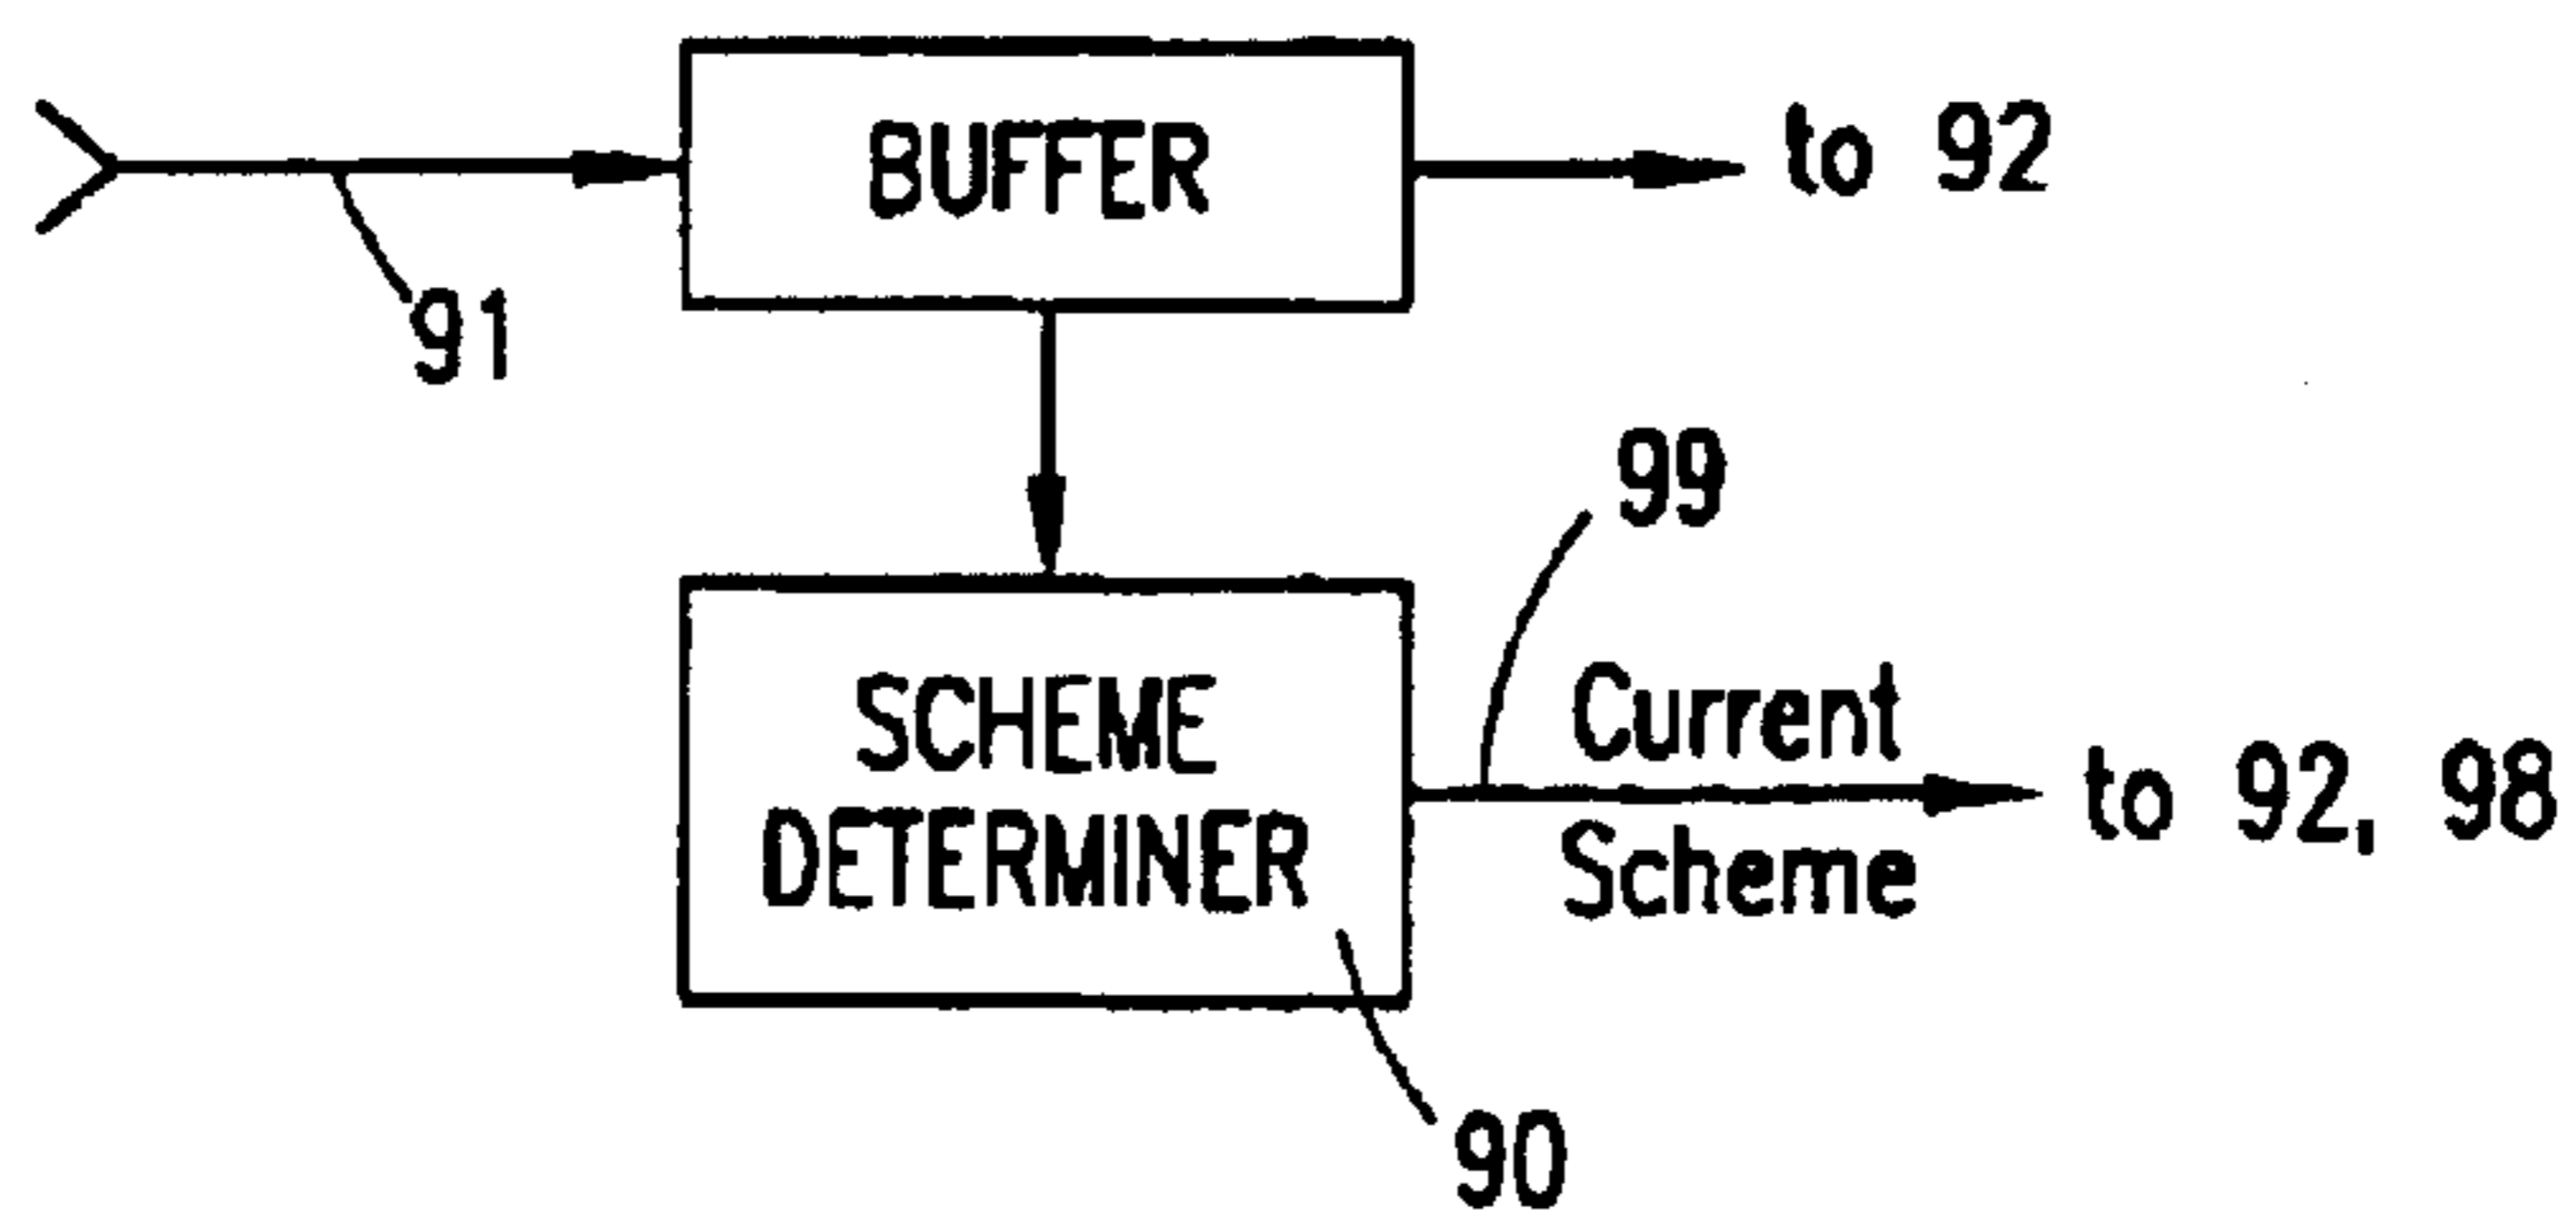 BUFFER
to 92
91
99
SCHEME
DETERMINER
Current
Scheme
to 92, 98
90